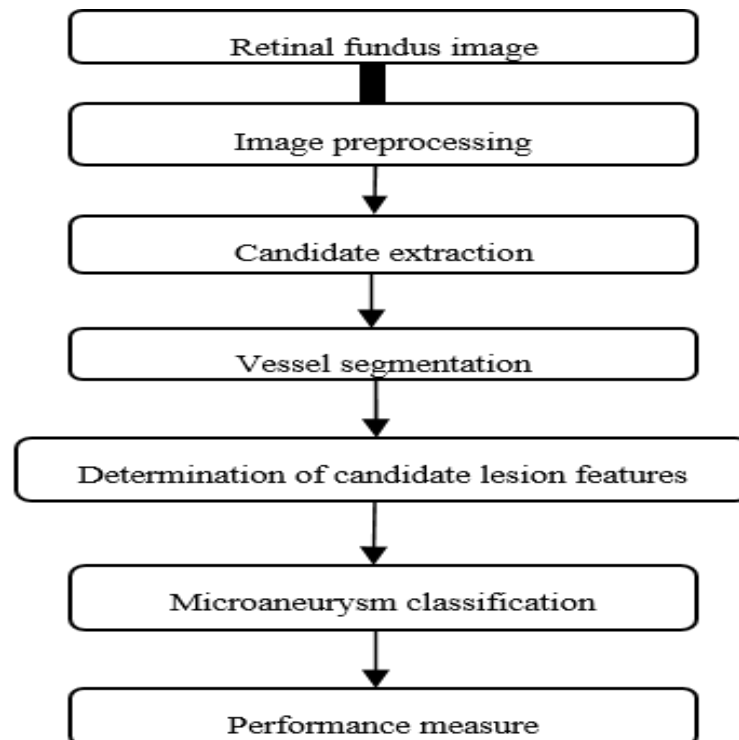 Retinal fundus image
Image preprocessing
Candidate extraction
Vessel segmentation
Determination of candidate lesion features
Microaneurysm classification
Performance measure